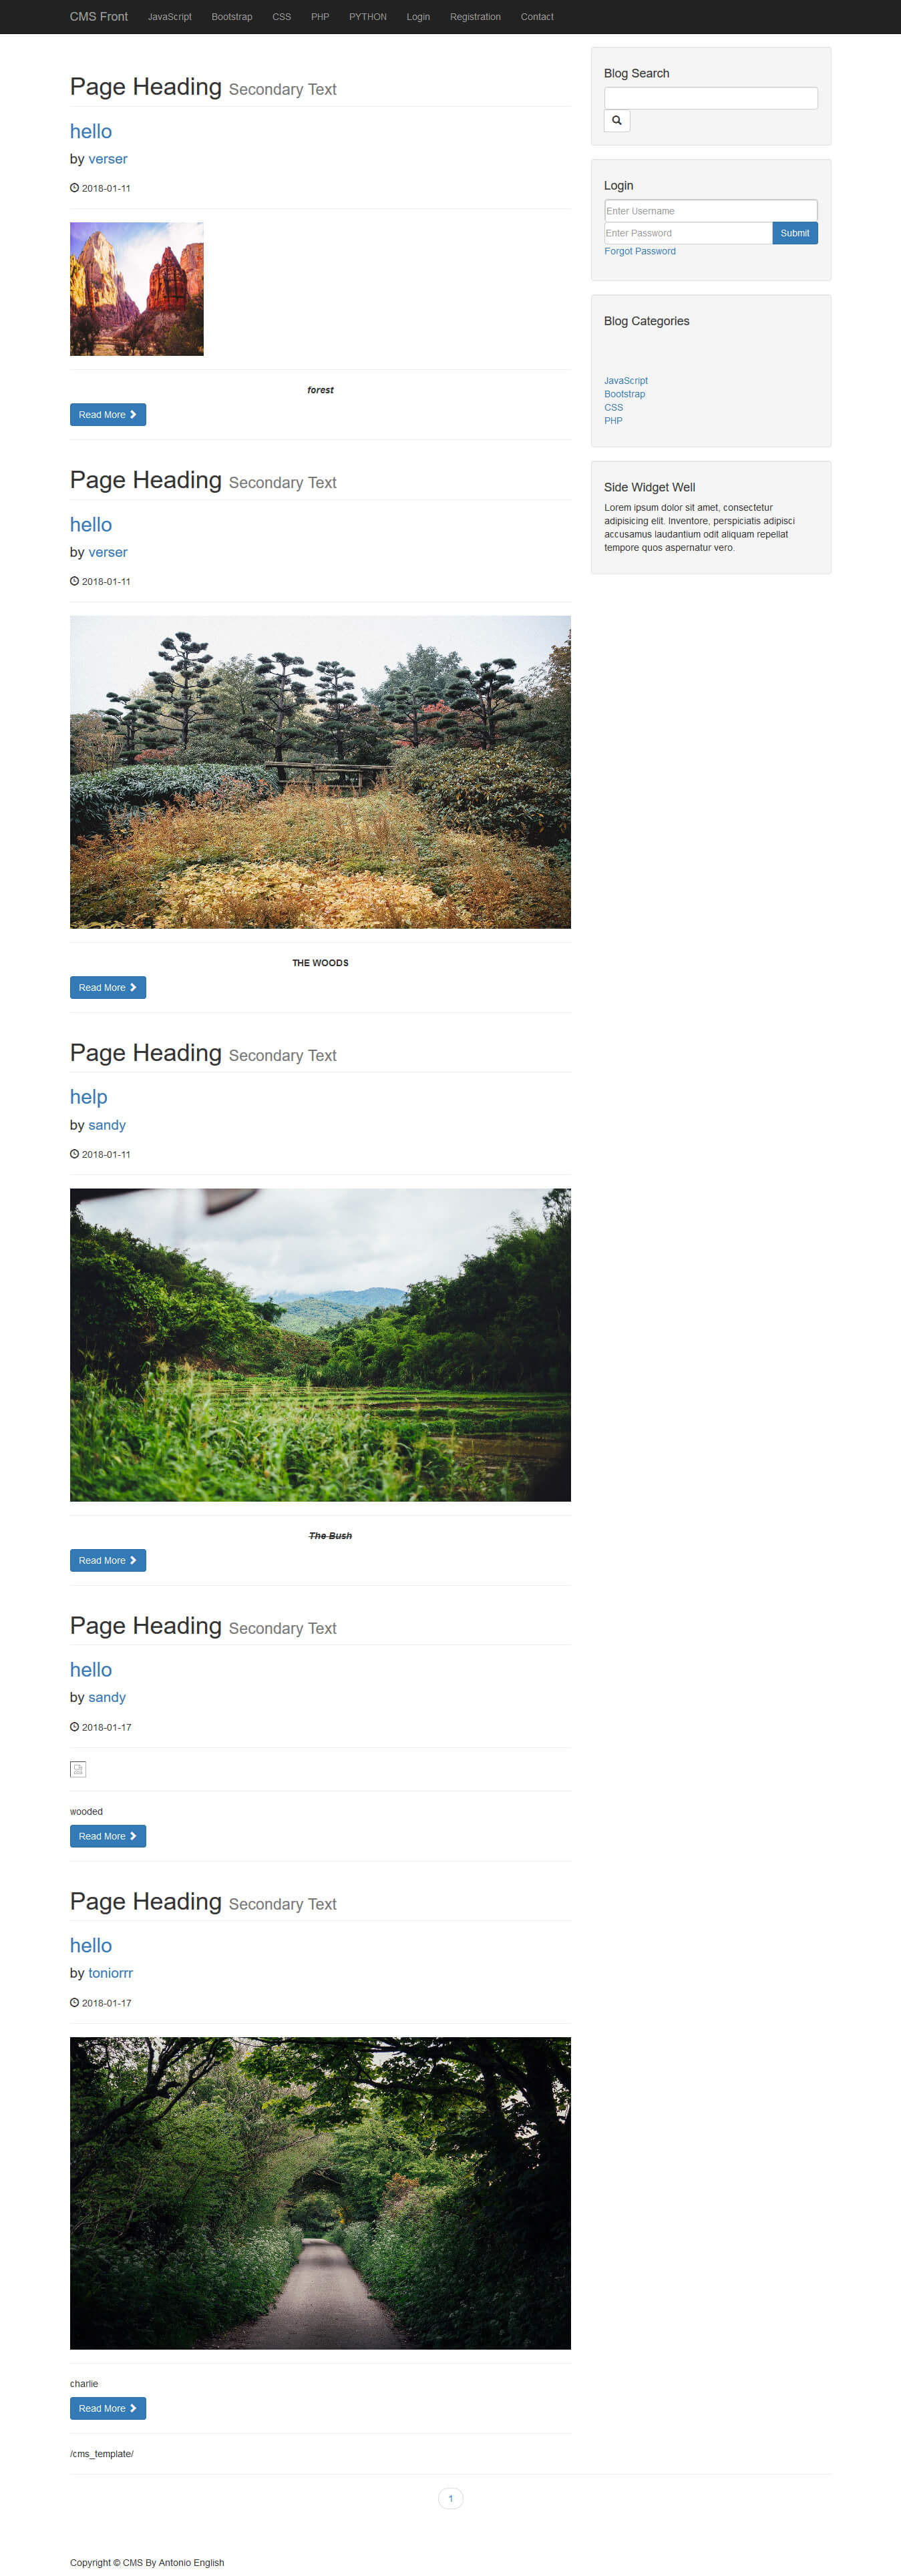 CMS Front JavaScript Bootstrap CSS PHP PYTHON Login Registration Contact
Page Heading Secondary Text
hello
by verser
2018-01-11
forest
Read More
Page Heading Secondary Text
hello
by verser
2018-01-11
THE WOODS
Read More
Page Heading Secondary Text
help
by sandy
2018-01-11
The Bush
Read More
Page Heading Secondary Text
hello
by sandy
2018-01-17
wooded
Read More
Page Heading Secondary Text
hello
by toniorrr
2018-01-17
charlie
Read More
/cms_template/
Blog Search
Login
Enter Username
Enter Password Submit
Forgot Password
Blog Categories
JavaScript
Bootstrap
CSS
PHP
Side Widget Well
Lorem ipsum dolor sit amet, consectetur
adipisicing elit. Inventore, perspiciatis adipisci
accusamus laudantium odit aliquam repellat
tempore quos aspernatur vero.
1
Copyright © CMS By Antonio English